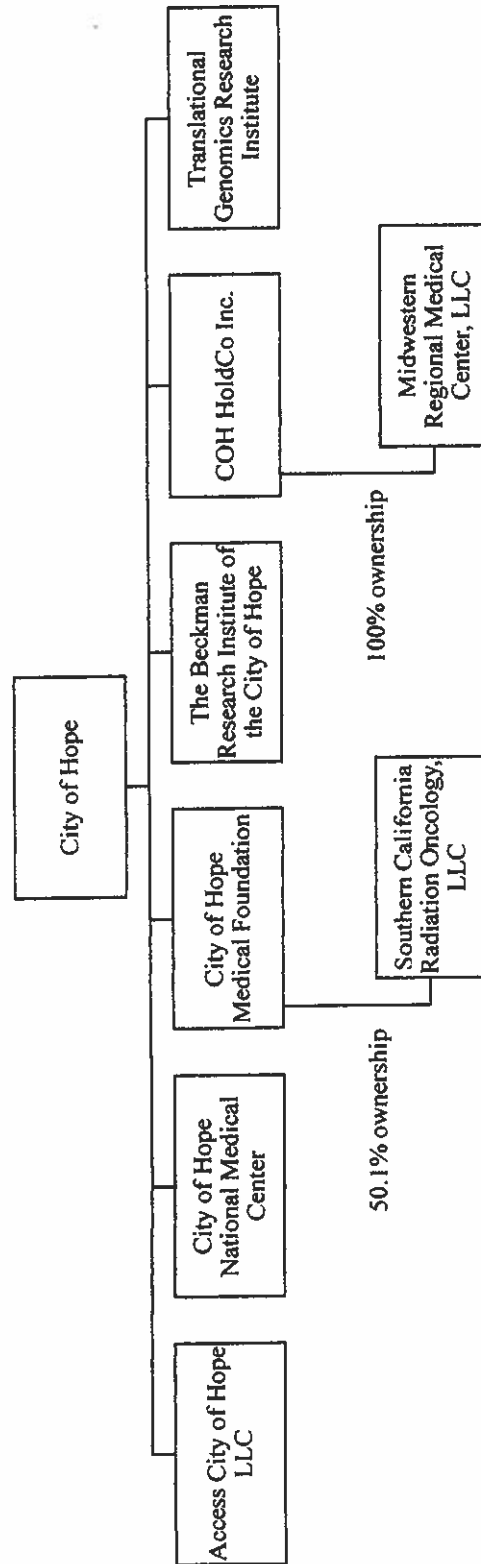 City of Hope
Access City of Hope
LLC
City of Hope
National Medical
Center
City of Hope
Medical Foundation
The Beckman
Research Institute of
the City of Hope
COH HoldCo Inc.
Translational
Genomics Research
Institute
50.1% ownership
Southern California
Radiation Oncology,
LLC
100% ownership
Midwestern
Regional Medical
Center, LLC